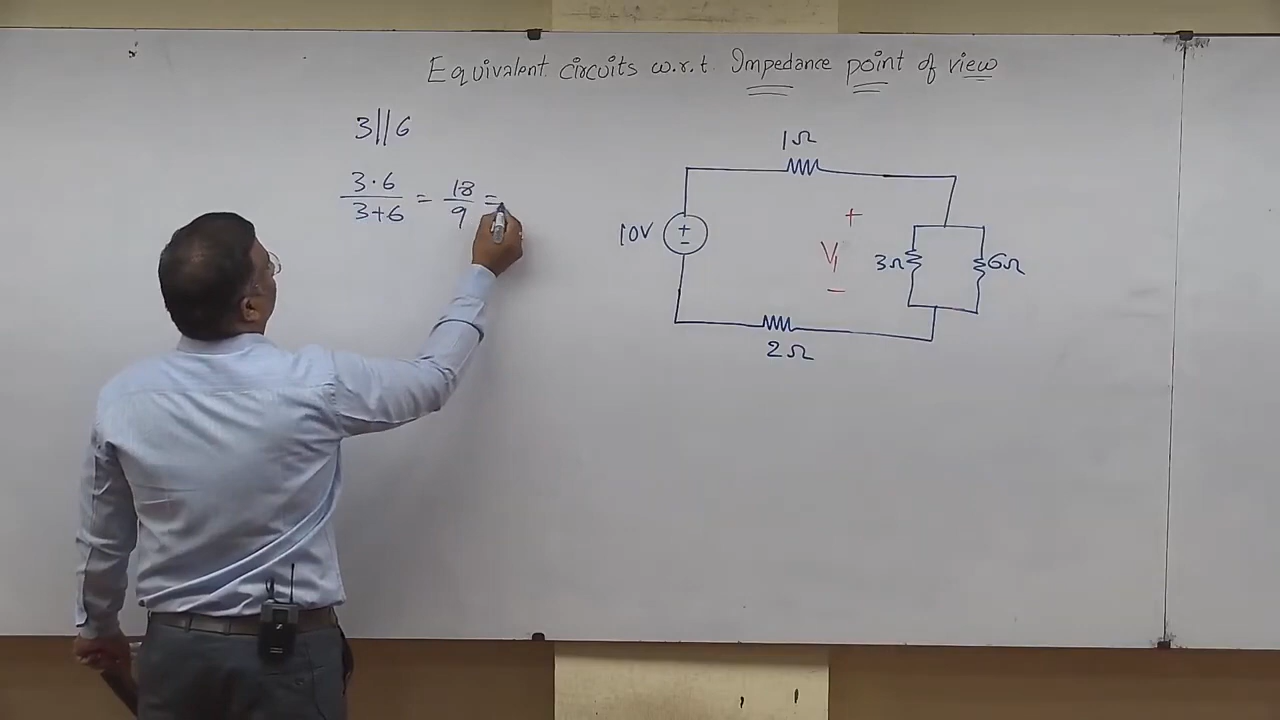 Equivalent circuits w.r.t. Impedance point of view
3||6
3·6/3+6 = 18/9 =
1Ω
10V
+
-
+
V1
-
3Ω
6Ω
2Ω